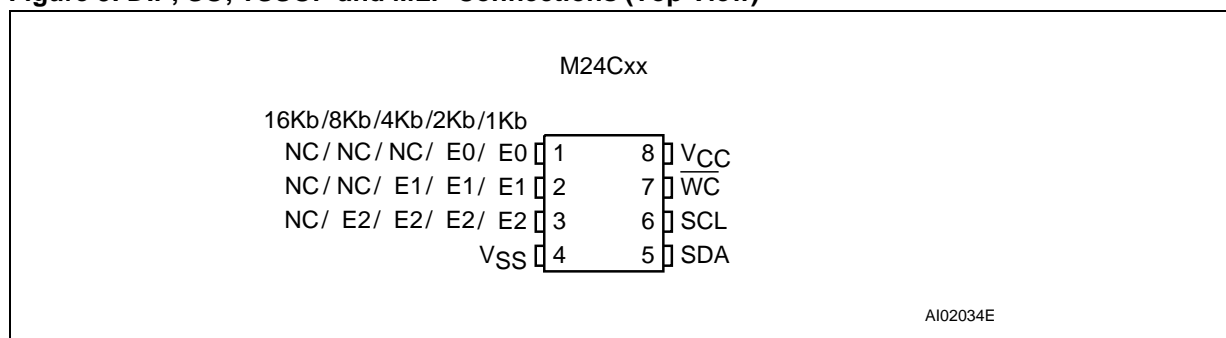 M24Cxx
16Kb/8Kb/4Kb/2Kb/1Kb
NC/ NC/ NC/ E0/ E0 1 8 VCC
NC/ NC/ E1/ E1/ E1 2 7 WC
NC/ E2/ E2/ E2/ E2 3 6 SCL
VSS 4 5 SDA
AI02034E